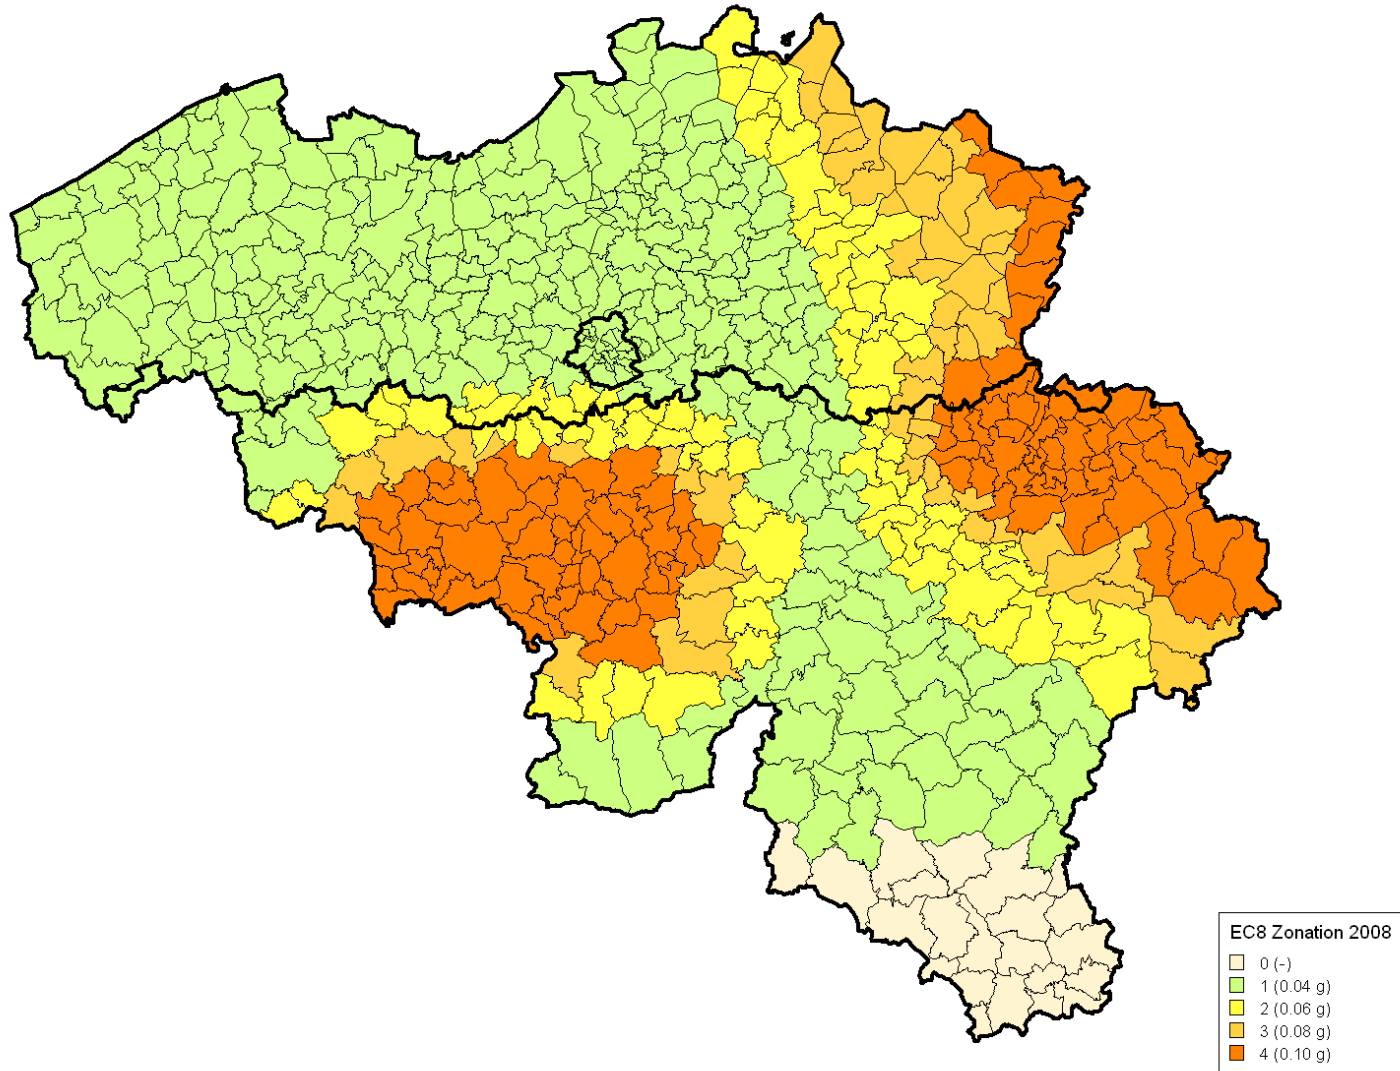 EC8 Zonation 2008
0 (-)
1 (0.04 g)
2 (0.06 g)
3 (0.08 g)
4 (0.10 g)